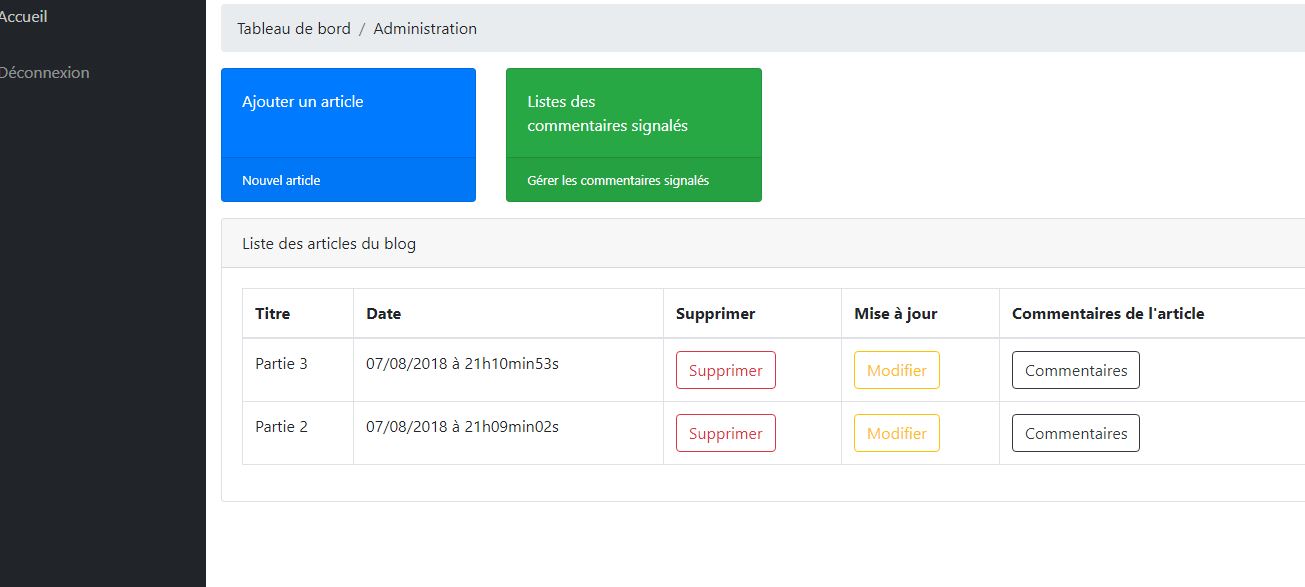 Accueil
Déconnexion
Tableau de bord / Administration
Ajouter un article
Nouvel article
Listes des
commentaires signalés
Gérer les commentaires signalés
Liste des articles du blog
Titre Date Supprimer Mise à jour Commentaires de l'article
Partie 3 07/08/2018 à 21h10min53s Supprimer Modifier Commentaires
Partie 2 07/08/2018 à 21h09min02s Supprimer Modifier Commentaires